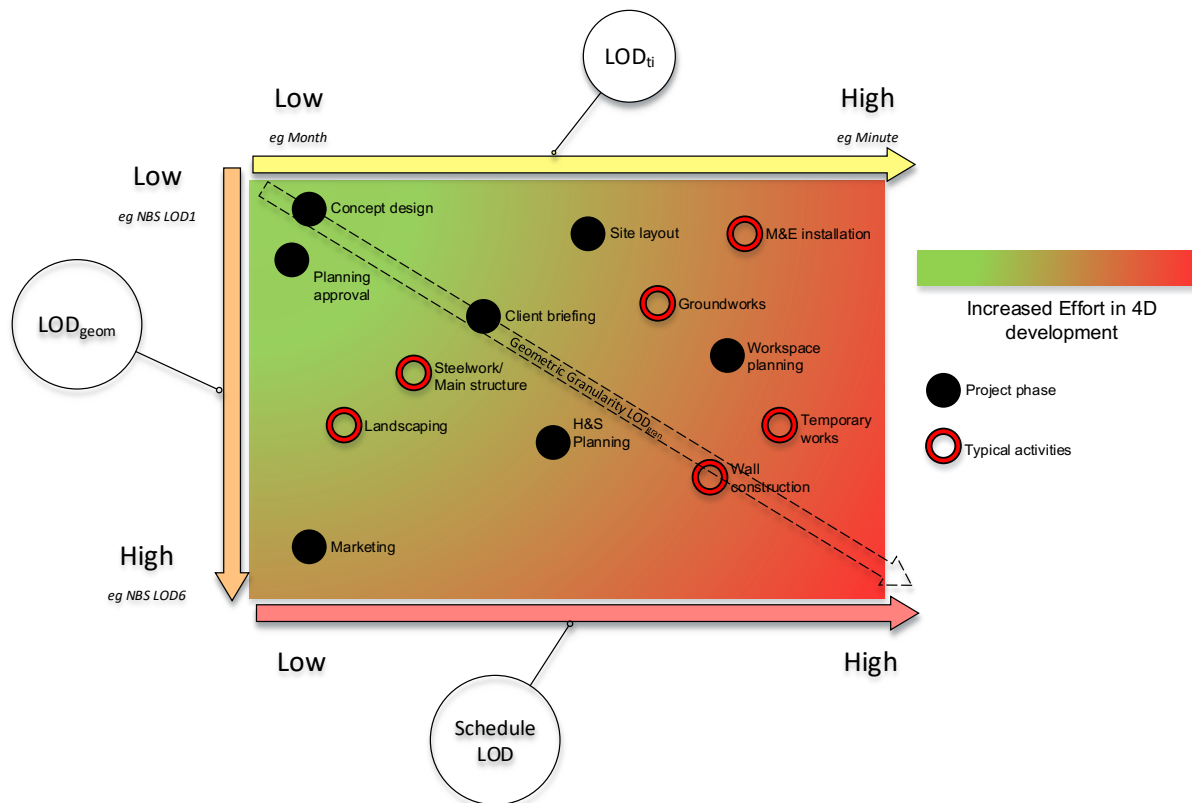 LODti
Low
High
eg Month
eg Minute
Low
eg NBS LOD1
Concept design
Site layout
M&E installation
Planning
approval
LODgeom
Groundworks
Client briefing
Increased Effort in 4D
development
Geometric Granularity LODgran
Workspace
planning
Steelwork/
Main structure
Project phase
Landscaping
H&S
Planning
Temporary
works
Typical activities
Wall
construction
High
Marketing
eg NBS LOD6
Low
High
Schedule
LOD